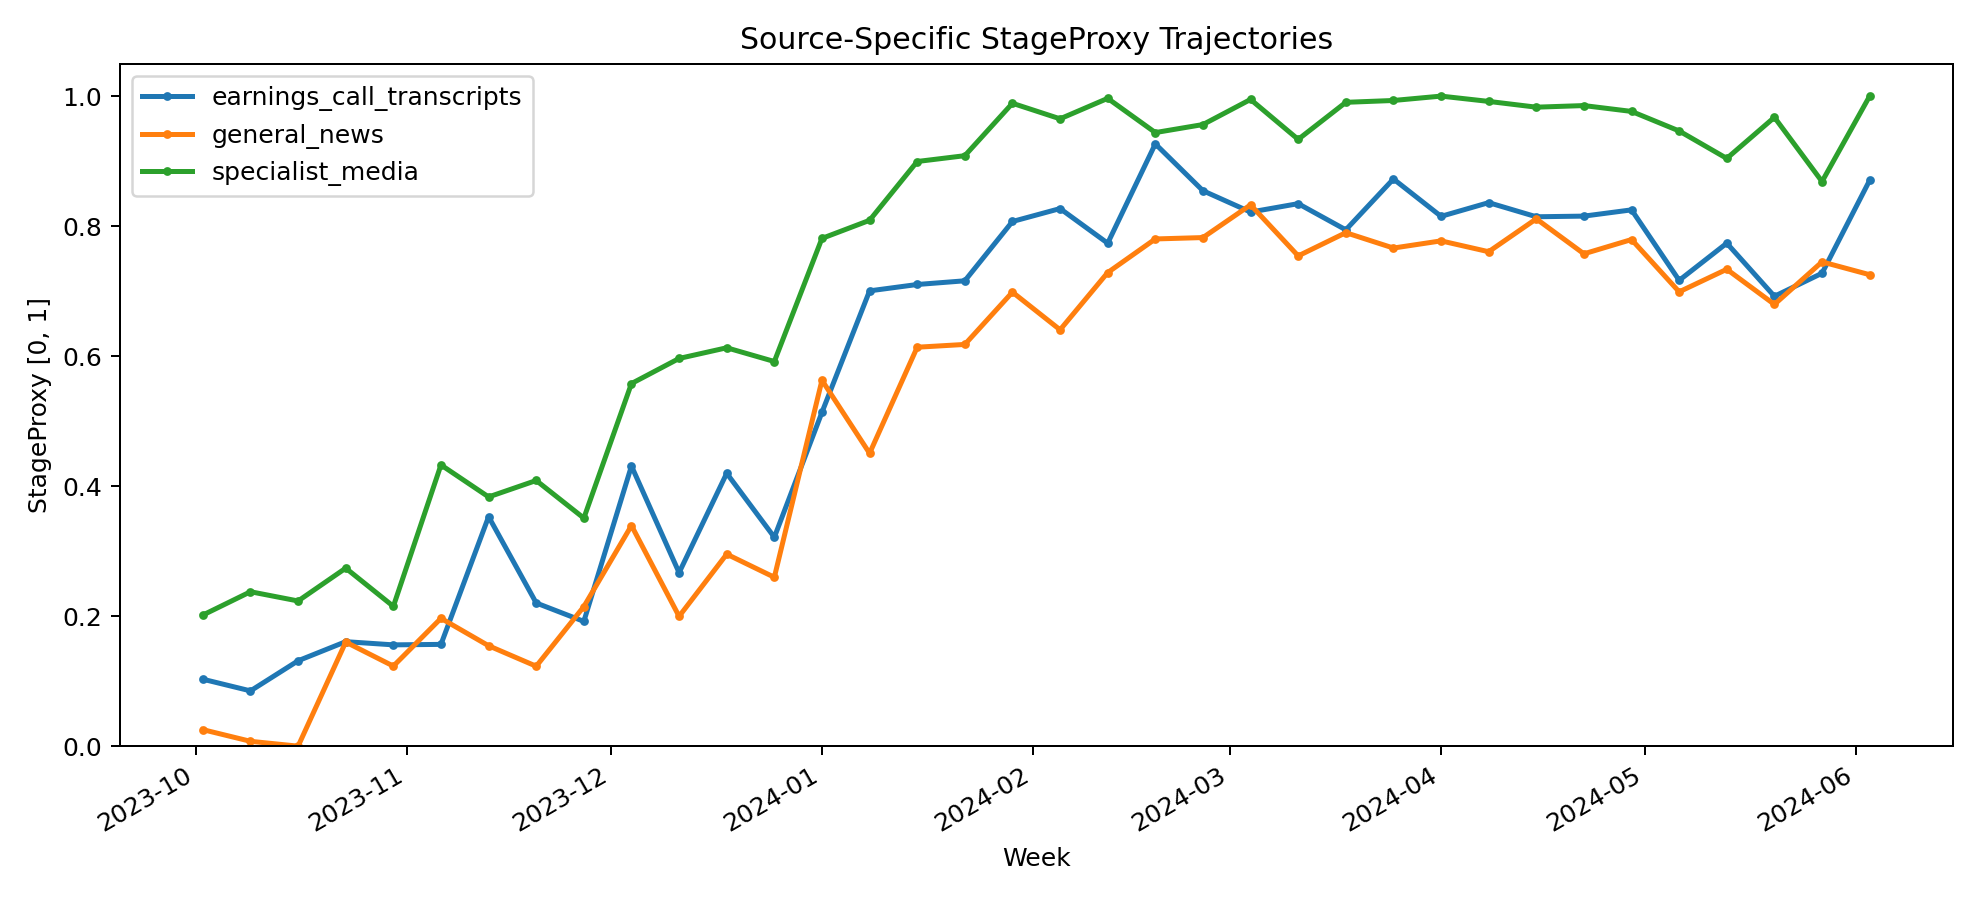 Source-Specific StageProxy Trajectories
earnings_call_transcripts
general_news
specialist_media
StageProxy [0, 1]
1.0
0.8
0.6
0.4
0.2
0.0
2023-10
2023-11
2023-12
2024-01
2024-02
2024-03
2024-04
2024-05
2024-06
Week